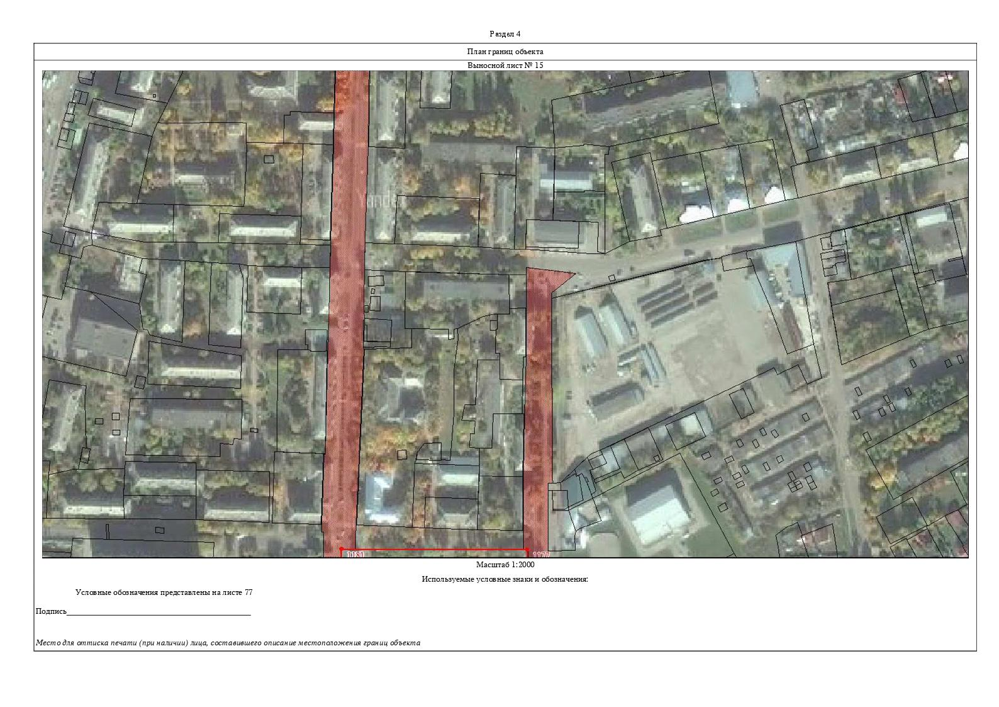 Раздел 4
План границ объекта
Выносной лист № 15
Yandex
1181
1177
Масштаб 1:2000
Используемые условные знаки и обозначения:
Условные обозначения представлены на листе 77
Подпись
Место для оттиска печати (при наличии) лица, составившего описание местоположения границ объекта